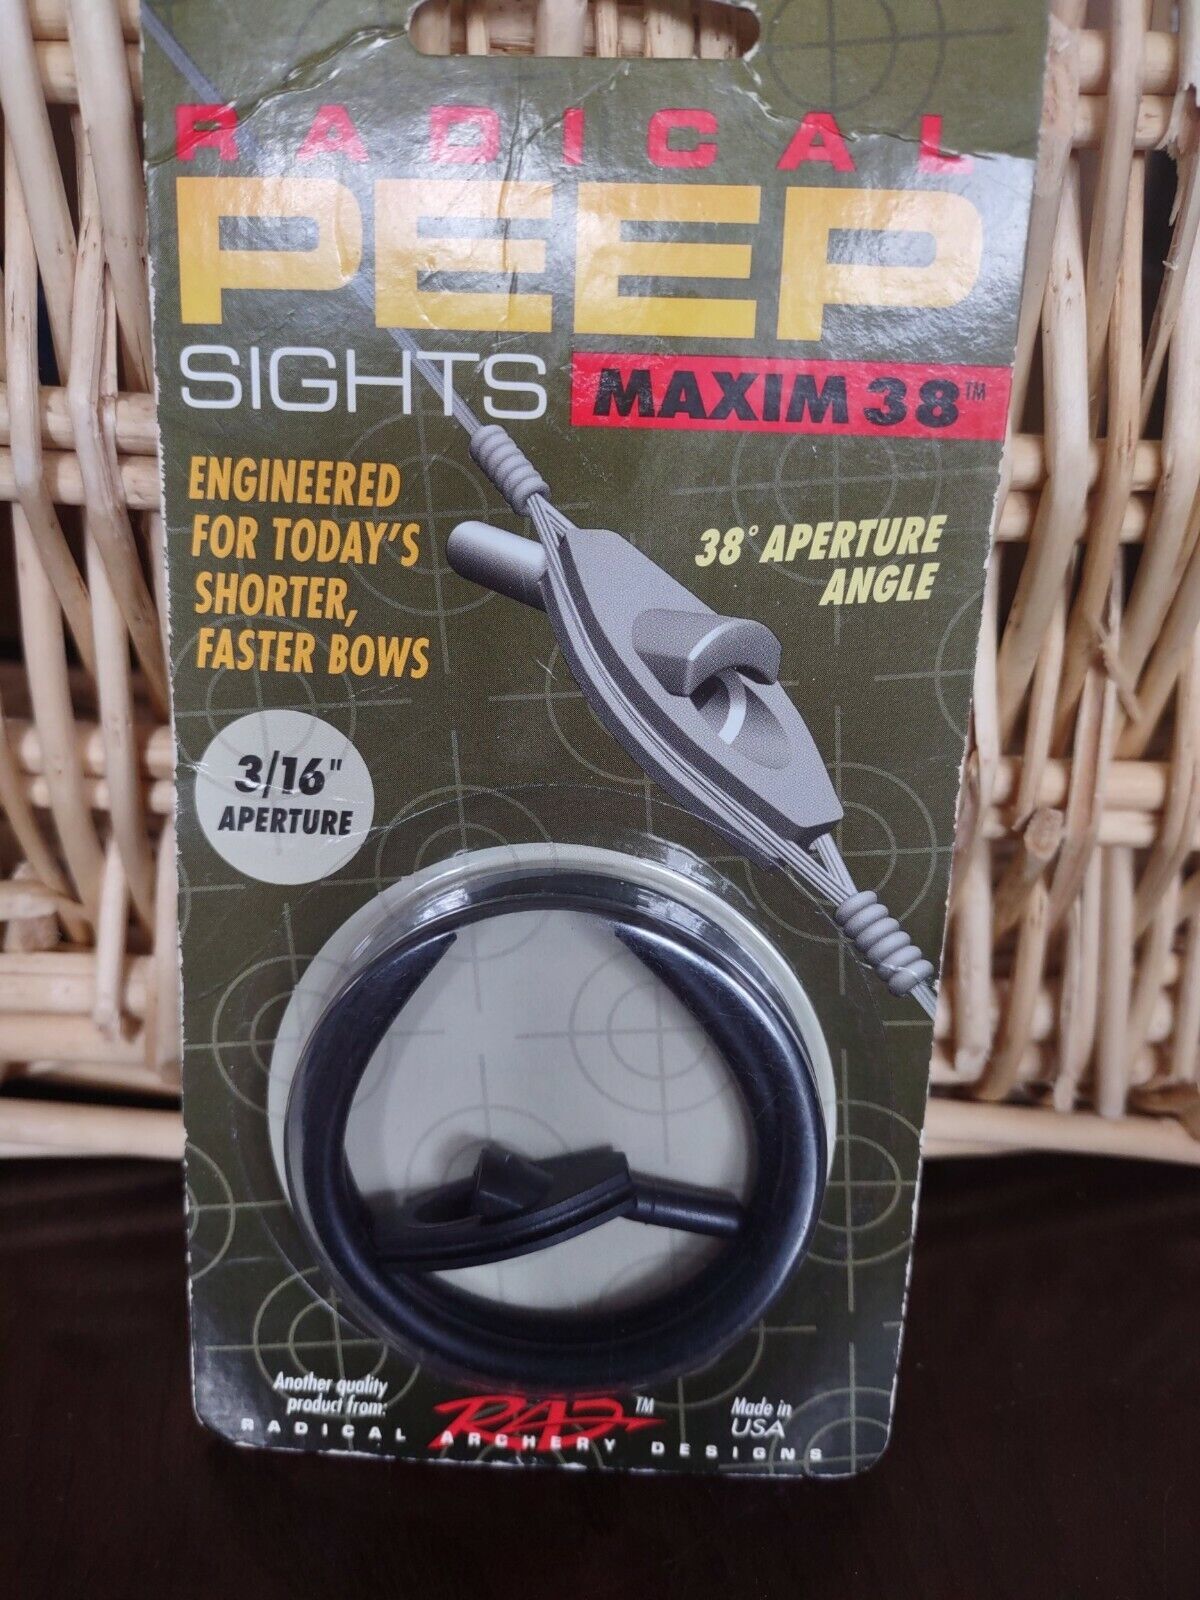 RADICAL
PEEP
SIGHTS
MAXIM 38™
ENGINEERED
FOR TODAY'S
SHORTER,
FASTER BOWS
38° APERTURE
ANGLE
3/16"
APERTURE
Another quality
product from:
RAD™
Made in
USA
RADICAL ARCHERY DESIGNS